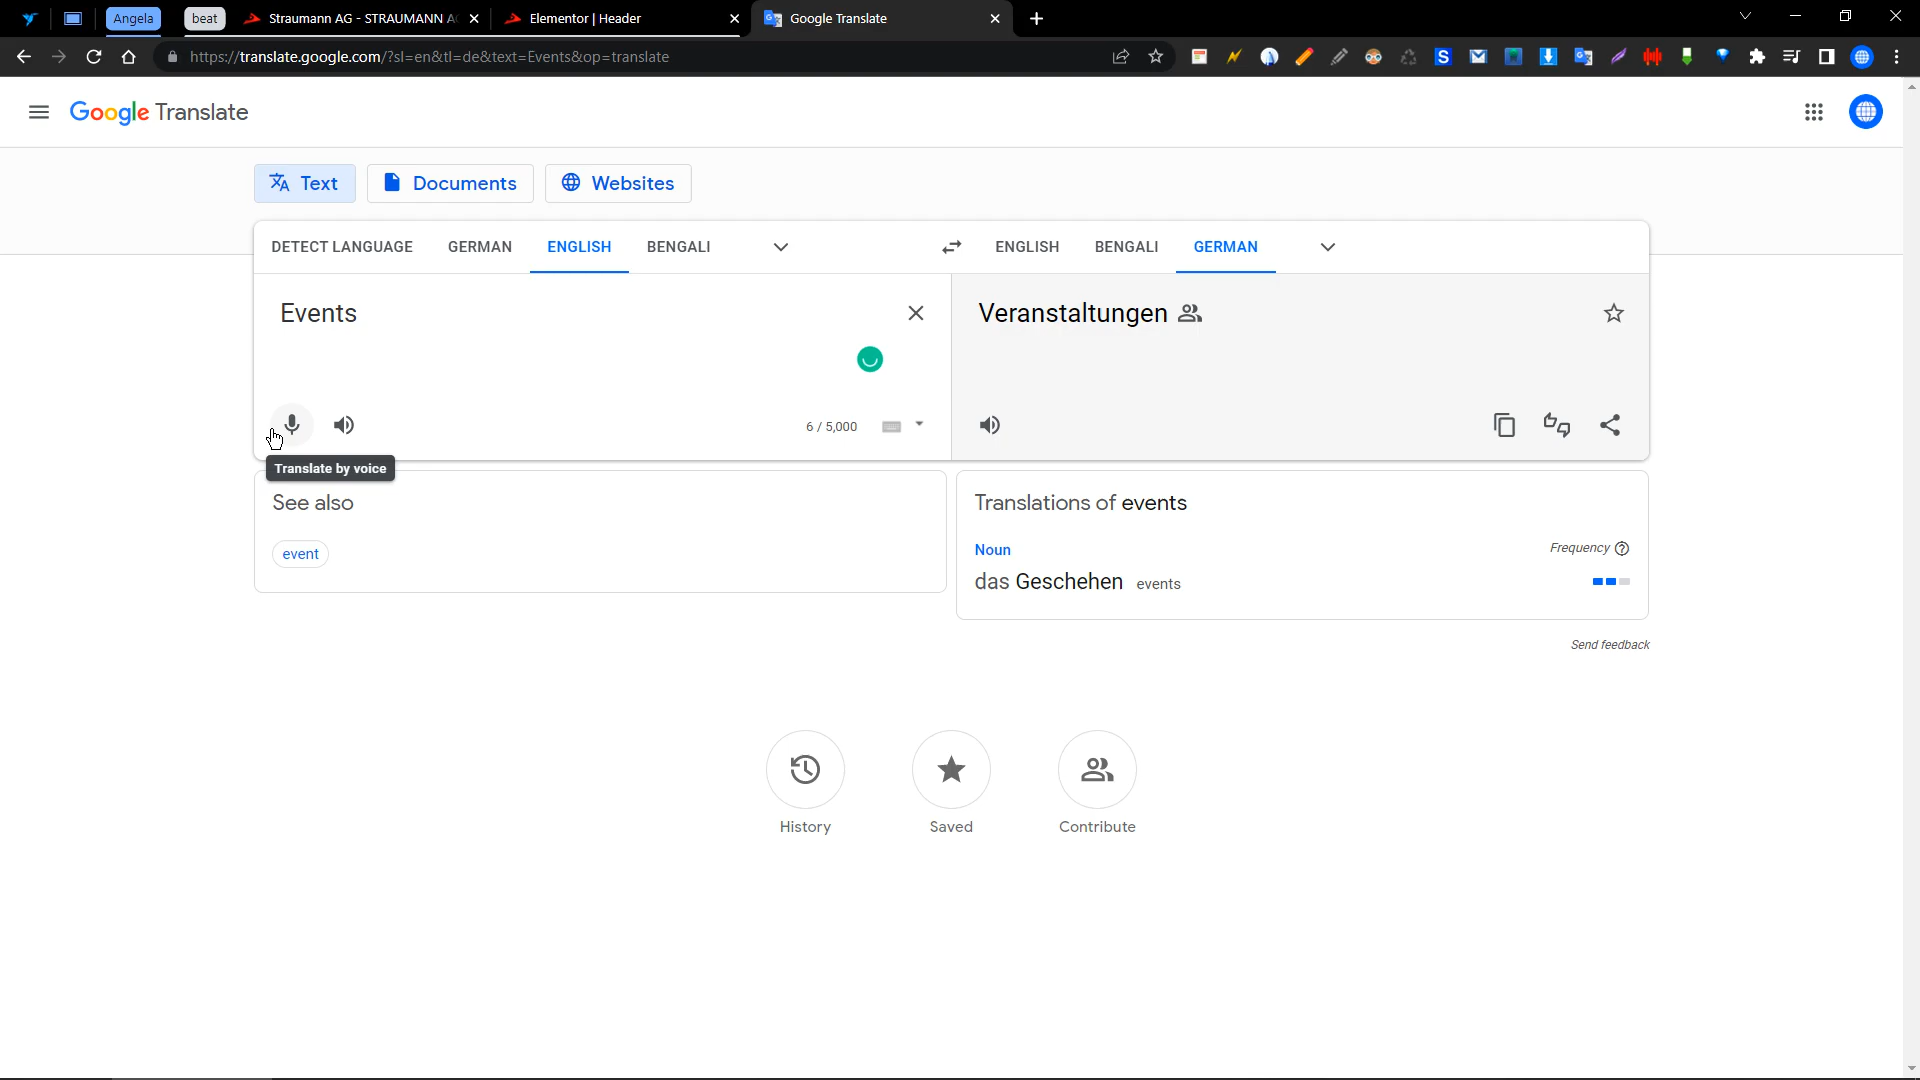 Angela
beat
Straumann AG - STRAUMANN A
Elementor | Header
Google Translate
https://translate.google.com/?sl=en&tl=de&text=Events&op=translate
Google Translate
Text
Documents
Websites
DETECT LANGUAGE
GERMAN
ENGLISH
BENGALI
ENGLISH
BENGALI
GERMAN
Events
Veranstaltungen
6 / 5,000
Translate by voice
See also
event
Translations of events
Noun
Frequency
das Geschehen events
Send feedback
History
Saved
Contribute